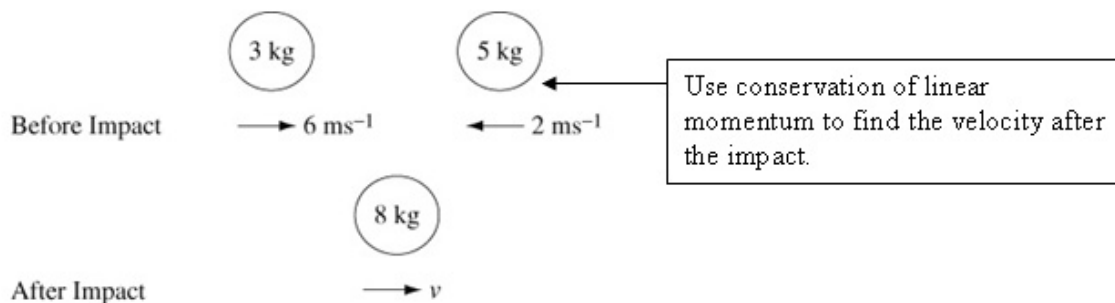 3 kg 5 kg
Use conservation of linear
momentum to find the velocity after
the impact.
Before Impact 6 ms⁻¹ 2 ms⁻¹
8 kg
After Impact v